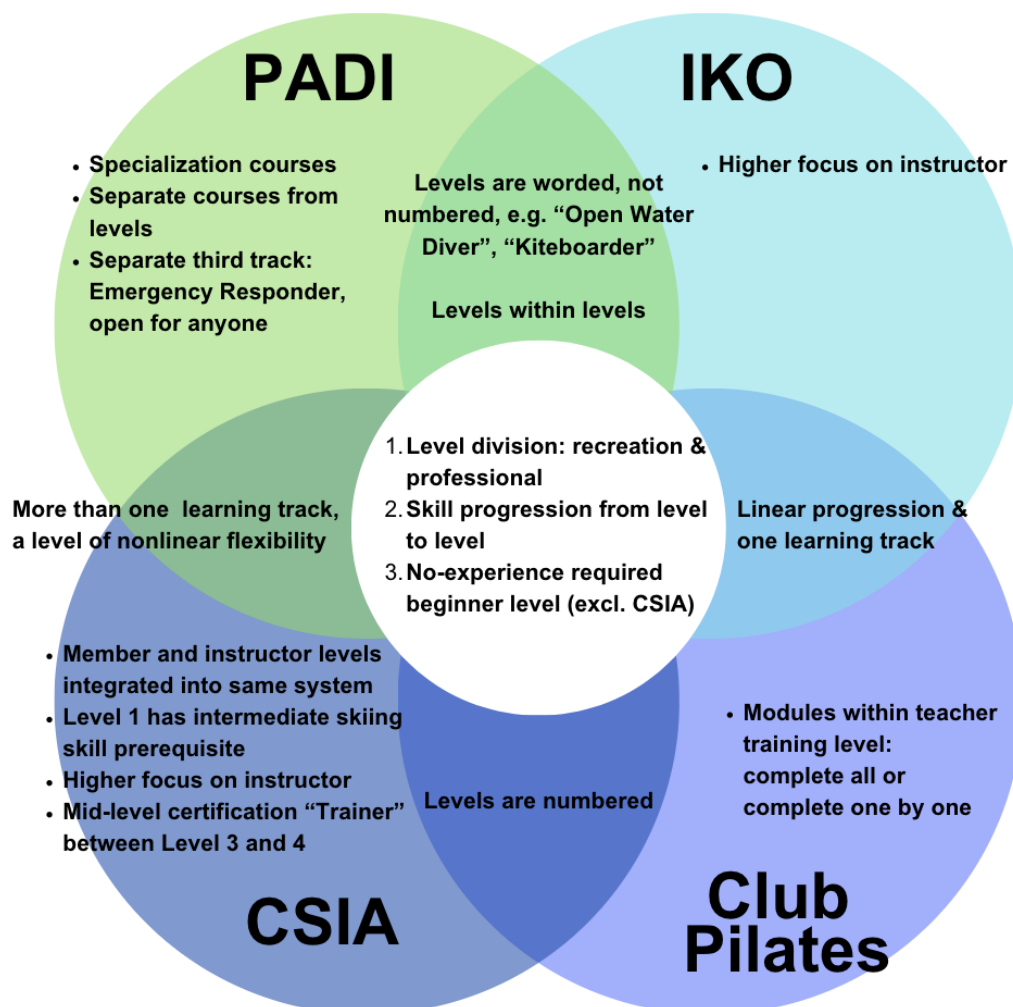 PADI
IKO
• Specialization courses
• Separate courses from
levels
• Separate third track:
Emergency Responder,
open for anyone
Levels are worded, not
numbered, e.g. “Open Water
Diver”, “Kiteboarder”
Levels within levels
• Higher focus on instructor
1. Level division: recreation &
professional
2. Skill progression from level
to level
3. No-experience required
beginner level (excl. CSIA)
More than one learning track,
a level of nonlinear flexibility
Linear progression &
one learning track
• Member and instructor levels
integrated into same system
• Level 1 has intermediate skiing
skill prerequisite
• Higher focus on instructor
• Mid-level certification “Trainer”
between Level 3 and 4
Levels are numbered
• Modules within teacher
training level:
complete all or
complete one by one
CSIA
Club
Pilates